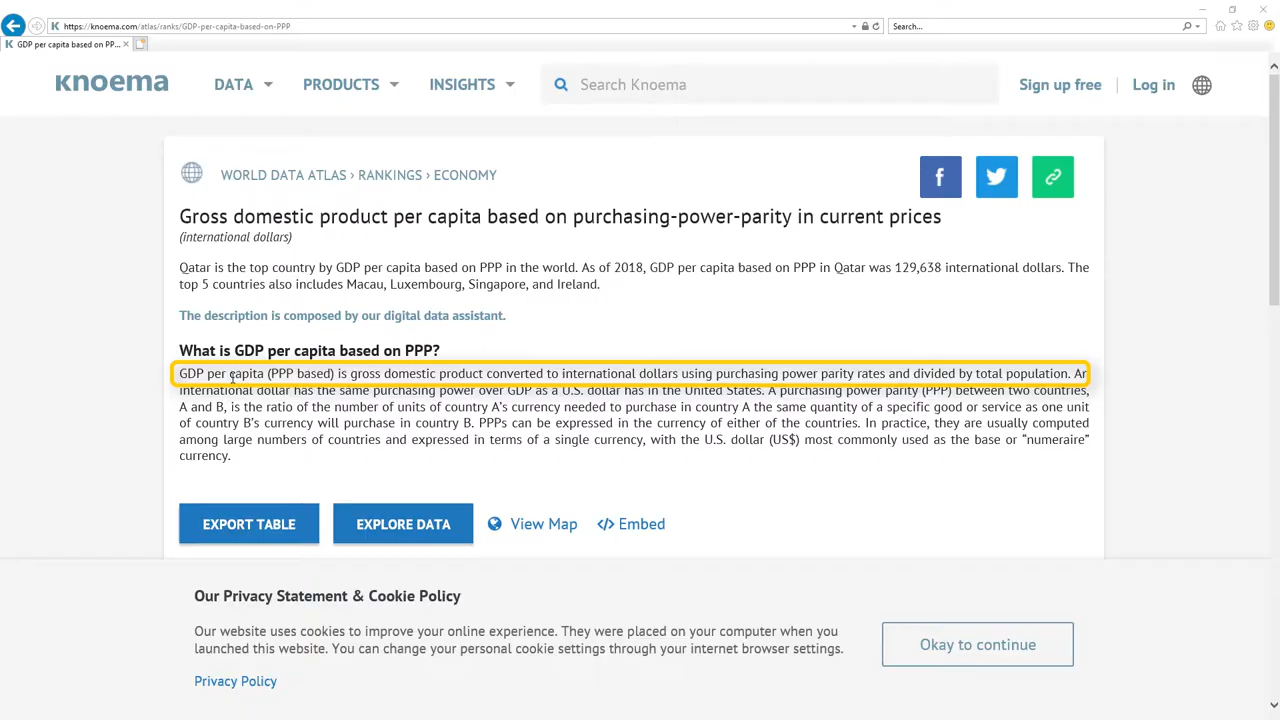 https://knoema.com/atlas/ranks/GDP-per-capita-based-on-PPP
Search...
GDP per capita based on PP...
knoema
DATA
PRODUCTS
INSIGHTS
Search Knoema
Sign up free
Log in
WORLD DATA ATLAS › RANKINGS › ECONOMY
Gross domestic product per capita based on purchasing-power-parity in current prices
(international dollars)
Qatar is the top country by GDP per capita based on PPP in the world. As of 2018, GDP per capita based on PPP in Qatar was 129,638 international dollars. The
top 5 countries also includes Macau, Luxembourg, Singapore, and Ireland.
The description is composed by our digital data assistant.
What is GDP per capita based on PPP?
GDP per capita (PPP based) is gross domestic product converted to international dollars using purchasing power parity rates and divided by total population. An
international dollar has the same purchasing power over GDP as a U.S. dollar has in the United States. A purchasing power parity (PPP) between two countries,
A and B, is the ratio of the number of units of country A’s currency needed to purchase in country A the same quantity of a specific good or service as one unit
of country B’s currency will purchase in country B. PPPs can be expressed in the currency of either of the countries. In practice, they are usually computed
among large numbers of countries and expressed in terms of a single currency, with the U.S. dollar (US$) most commonly used as the base or “numeraire”
currency.
EXPORT TABLE
EXPLORE DATA
View Map
</> Embed
Our Privacy Statement & Cookie Policy
Our website uses cookies to improve your online experience. They were placed on your computer when you
launched this website. You can change your personal cookie settings through your internet browser settings.
Okay to continue
Privacy Policy